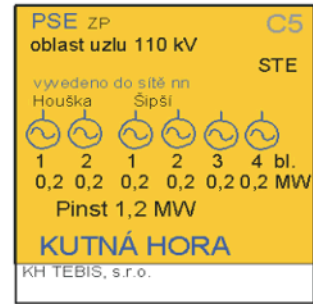 PSE ZP C5
oblast uzlu 110 kV
STE
vyvedeno do sítě nn
Houška Šipší
1 2 1 2 3 4 bl.
0,2 0,2 0,2 0,2 0,2 0,2 MW
Pinst 1,2 MW
KUTNÁ HORA
KH TEBIS, s.r.o.